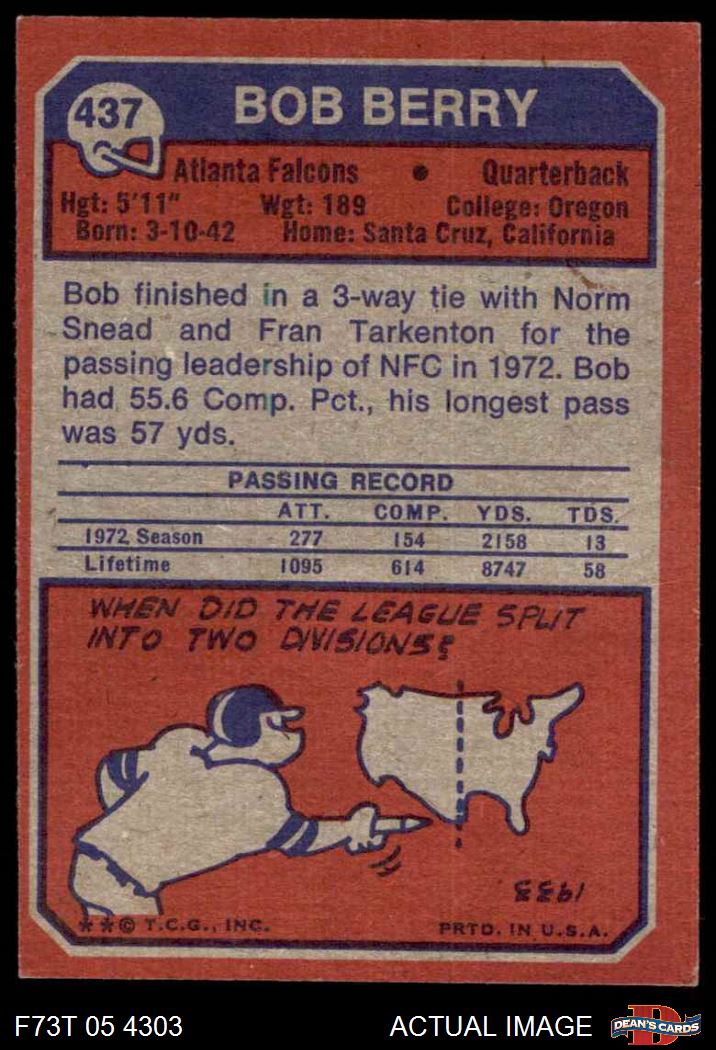 437
BOB BERRY
Atlanta Falcons • Quarterback
Hgt: 5'11" Wgt: 189 College: Oregon
Born: 3-10-42 Home: Santa Cruz, California
Bob finished in a 3-way tie with Norm
Snead and Fran Tarkenton for the
passing leadership of NFC in 1972. Bob
had 55.6 Comp. Pct., his longest pass
was 57 yds.
PASSING RECORD
ATT. COMP. YDS. TDS.
1972 Season 277 154 2158 13
Lifetime 1095 614 8747 58
WHEN DID THE LEAGUE SPLIT
INTO TWO DIVISIONS?
1933
**© T.C.G., INC. PRTD. IN U.S.A.
F73T 05 4303 ACTUAL IMAGE D DEAN'S CARDS